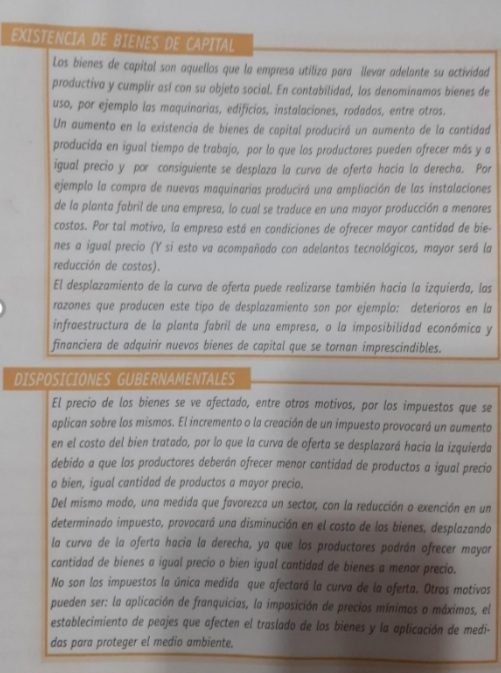 EXISTENCIA DE BIENES DE CAPITAL
Los bienes de capital son aquellos que la empresa utiliza para llevar adelante su actividad
productiva y cumplir así con su objeto social. En contabilidad, los denominamos bienes de
uso, por ejemplo las maquinarias, edificios, instalaciones, rodados, entre otros.
Un aumento en la existencia de bienes de capital producirá un aumento de la cantidad
producida en igual tiempo de trabajo, por lo que los productores pueden ofrecer más y a
igual precio y por consiguiente se desplaza la curva de oferta hacia la derecha. Por
ejemplo la compra de nuevas maquinarias producirá una ampliación de las instalaciones
de la planta fabril de una empresa, lo cual se traduce en una mayor producción a menores
costos. Por tal motivo, la empresa está en condiciones de ofrecer mayor cantidad de bie-
nes a igual precio (Y si esto va acompañado con adelantos tecnológicos, mayor será la
reducción de costos).
El desplazamiento de la curva de oferta puede realizarse también hacia la izquierda, las
razones que producen este tipo de desplazamiento son por ejemplo: deterioros en la
infraestructura de la planta fabril de una empresa, o la imposibilidad económica y
financiera de adquirir nuevos bienes de capital que se tornan imprescindibles.
DISPOSICIONES GUBERNAMENTALES
El precio de los bienes se ve afectado, entre otros motivos, por los impuestos que se
aplican sobre los mismos. El incremento o la creación de un impuesto provocará un aumento
en el costo del bien tratado, por lo que la curva de oferta se desplazará hacia la izquierda
debido a que los productores deberán ofrecer menor cantidad de productos a igual precio
o bien, igual cantidad de productos a mayor precio.
Del mismo modo, una medida que favorezca un sector, con la reducción o exención en un
determinado impuesto, provocará una disminución en el costo de los bienes, desplazando
la curva de la oferta hacia la derecha, ya que los productores podrán ofrecer mayor
cantidad de bienes a igual precio o bien igual cantidad de bienes a menor precio.
No son los impuestos la única medida que afectará la curva de la oferta. Otros motivos
pueden ser: la aplicación de franquicias, la imposición de precios mínimos o máximos, el
establecimiento de peajes que afecten el traslado de los bienes y la aplicación de medi-
das para proteger el medio ambiente.